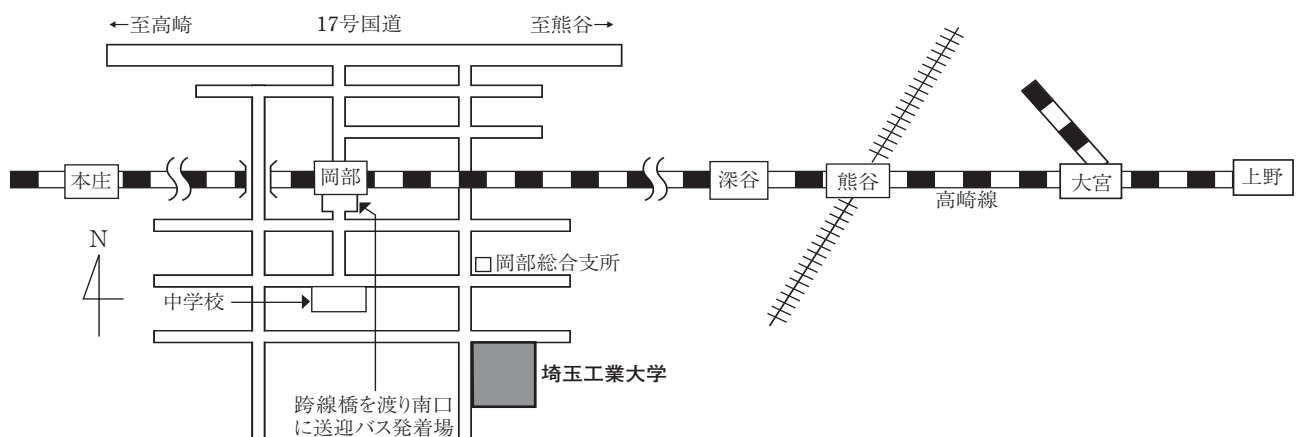 ←至高崎
17号国道
至熊谷→
本庄
岡部
深谷
熊谷
大宮
上野
高崎線
N
岡部総合支所
中学校
埼玉工業大学
跨線橋を渡り南口
に送迎バス発着場